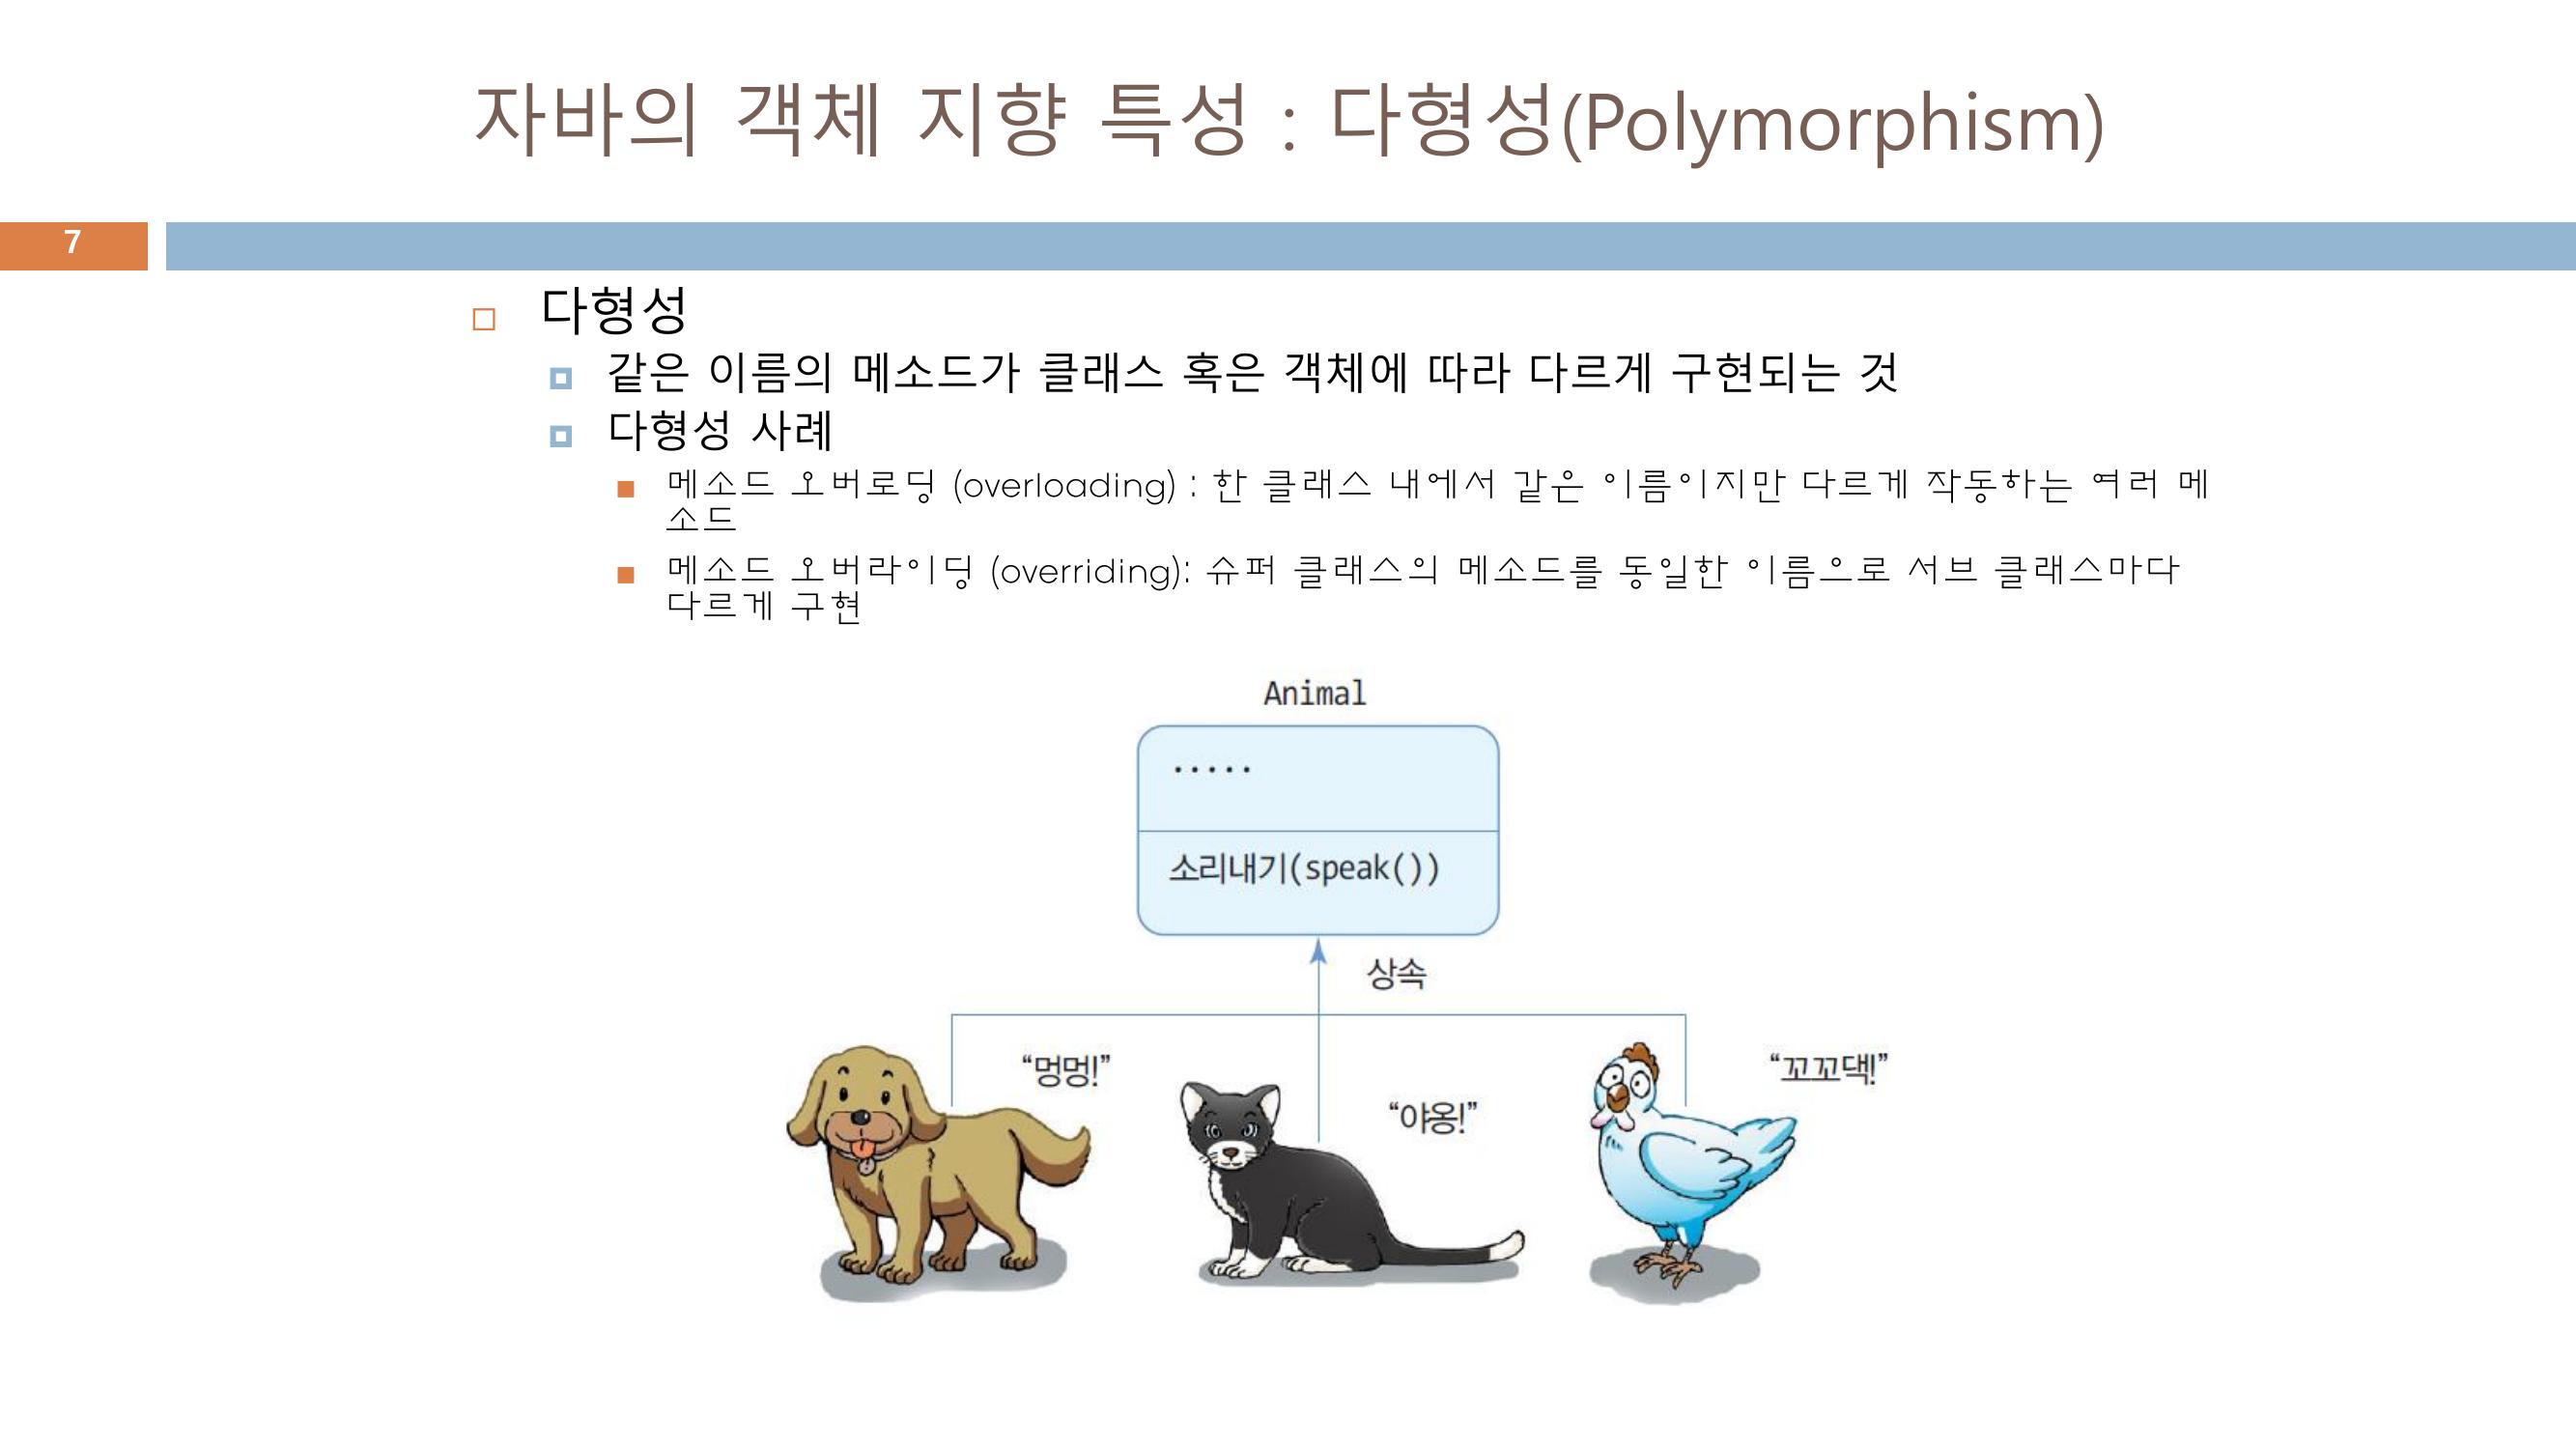 자바의 객체 지향 특성 : 다형성(Polymorphism)
7
다형성
같은 이름의 메소드가 클래스 혹은 객체에 따라 다르게 구현되는 것
다형성 사례
메소드 오버로딩 (overloading) : 한 클래스 내에서 같은 이름이지만 다르게 작동하는 여러 메
소드
메소드 오버라이딩 (overriding): 슈퍼 클래스의 메소드를 동일한 이름으로 서브 클래스마다
다르게 구현
Animal
.....
소리내기(speak())
상속
“멍멍!”
“야옹!”
“꼬꼬댁!”